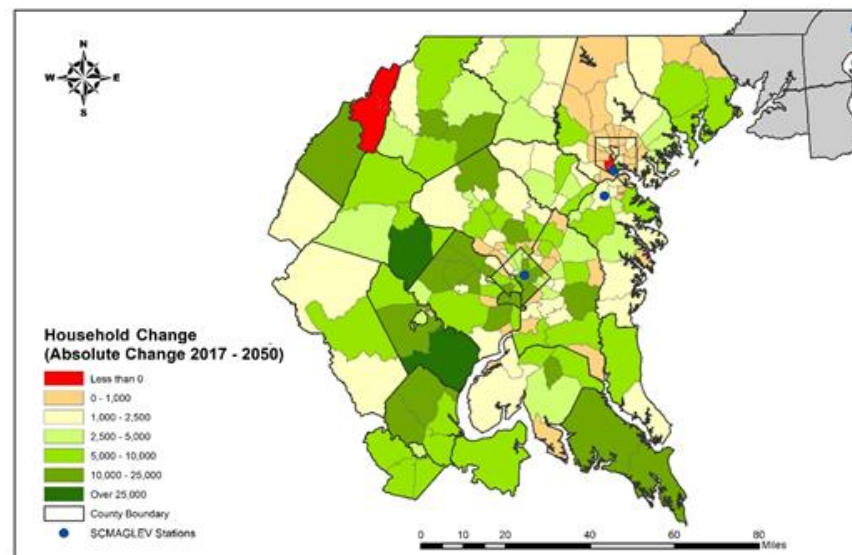 N
W E
S
Household Change
(Absolute Change 2017 - 2050)
Less than 0
0 - 1,000
1,000 - 2,500
2,500 - 5,000
5,000 - 10,000
10,000 - 25,000
Over 25,000
County Boundary
SCMAGLEV Stations
0 20 40 60 80
Miles